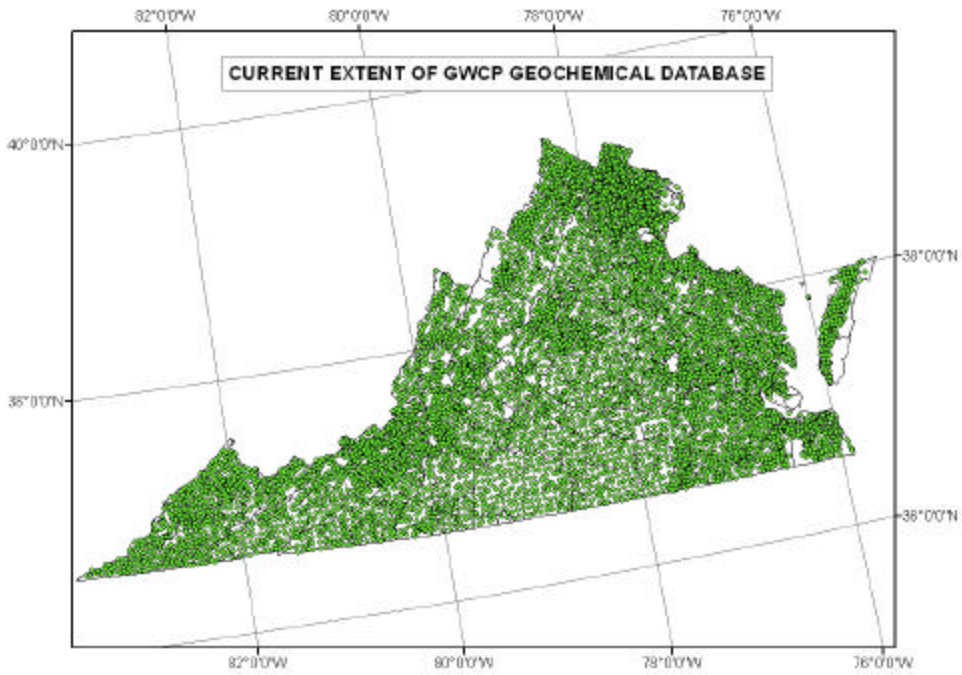 82°0'0"W 80°0'0"W 78°0'0"W 76°0'0"W
CURRENT EXTENT OF GWCP GEOCHEMICAL DATABASE
40°0'0"N
38°0'0"N
38°0'0"N
36°0'0"N
82°0'0"W 80°0'0"W 78°0'0"W 76°0'0"W